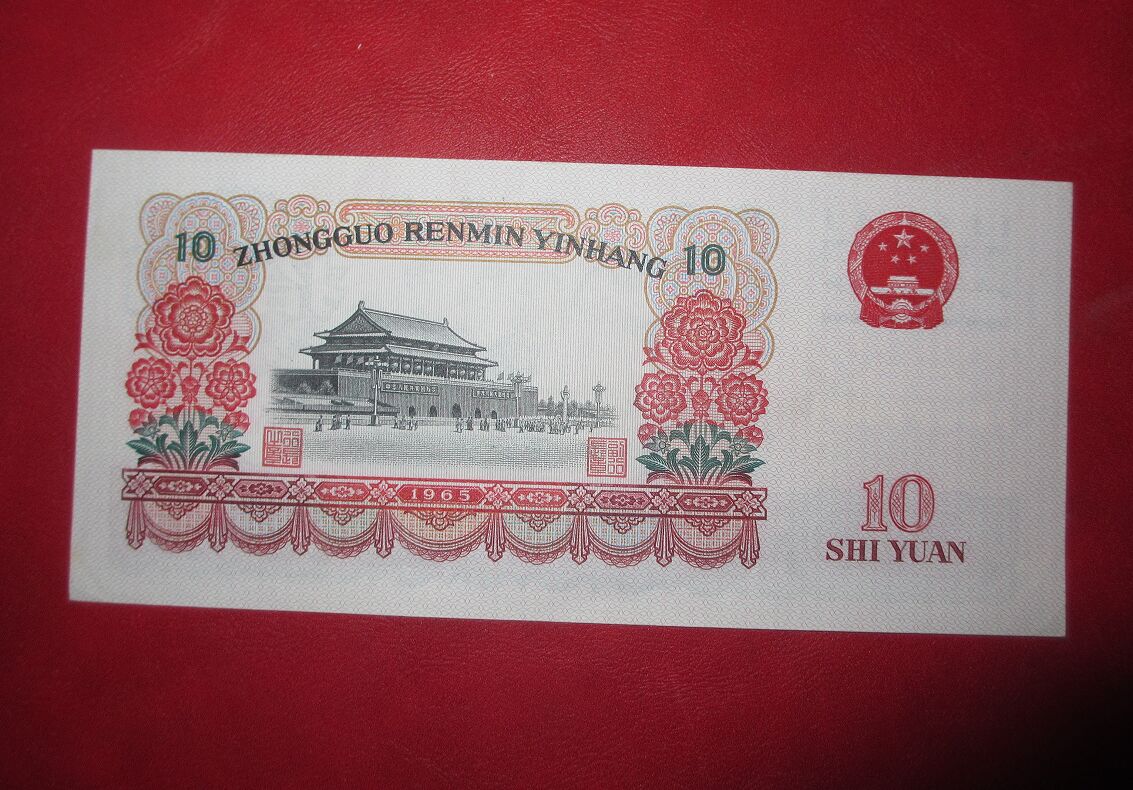 10 ZHONGGUO RENMIN YINHANG 10
1965
10
SHI YUAN